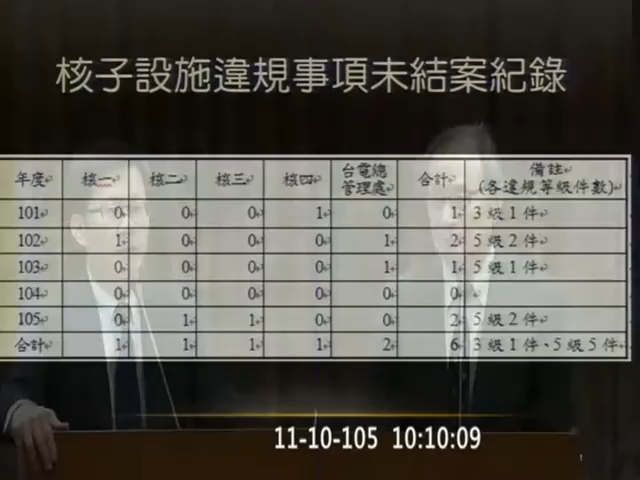 核子設施違規事項未結案紀錄
年度 核一 核二 核三 核四 台電總管理處 合計 備註(各違規等級件數)
101 0 0 0 1 0 1 3 級 1 件
102 1 0 0 0 1 2 5 級 2 件
103 0 0 0 0 1 1 5 級 1 件
104 0 0 0 0 0 0
105 0 1 1 0 0 2 5 級 2 件
合計 1 1 1 1 2 6 3 級 1 件、5 級 5 件
11-10-105 10:10:09